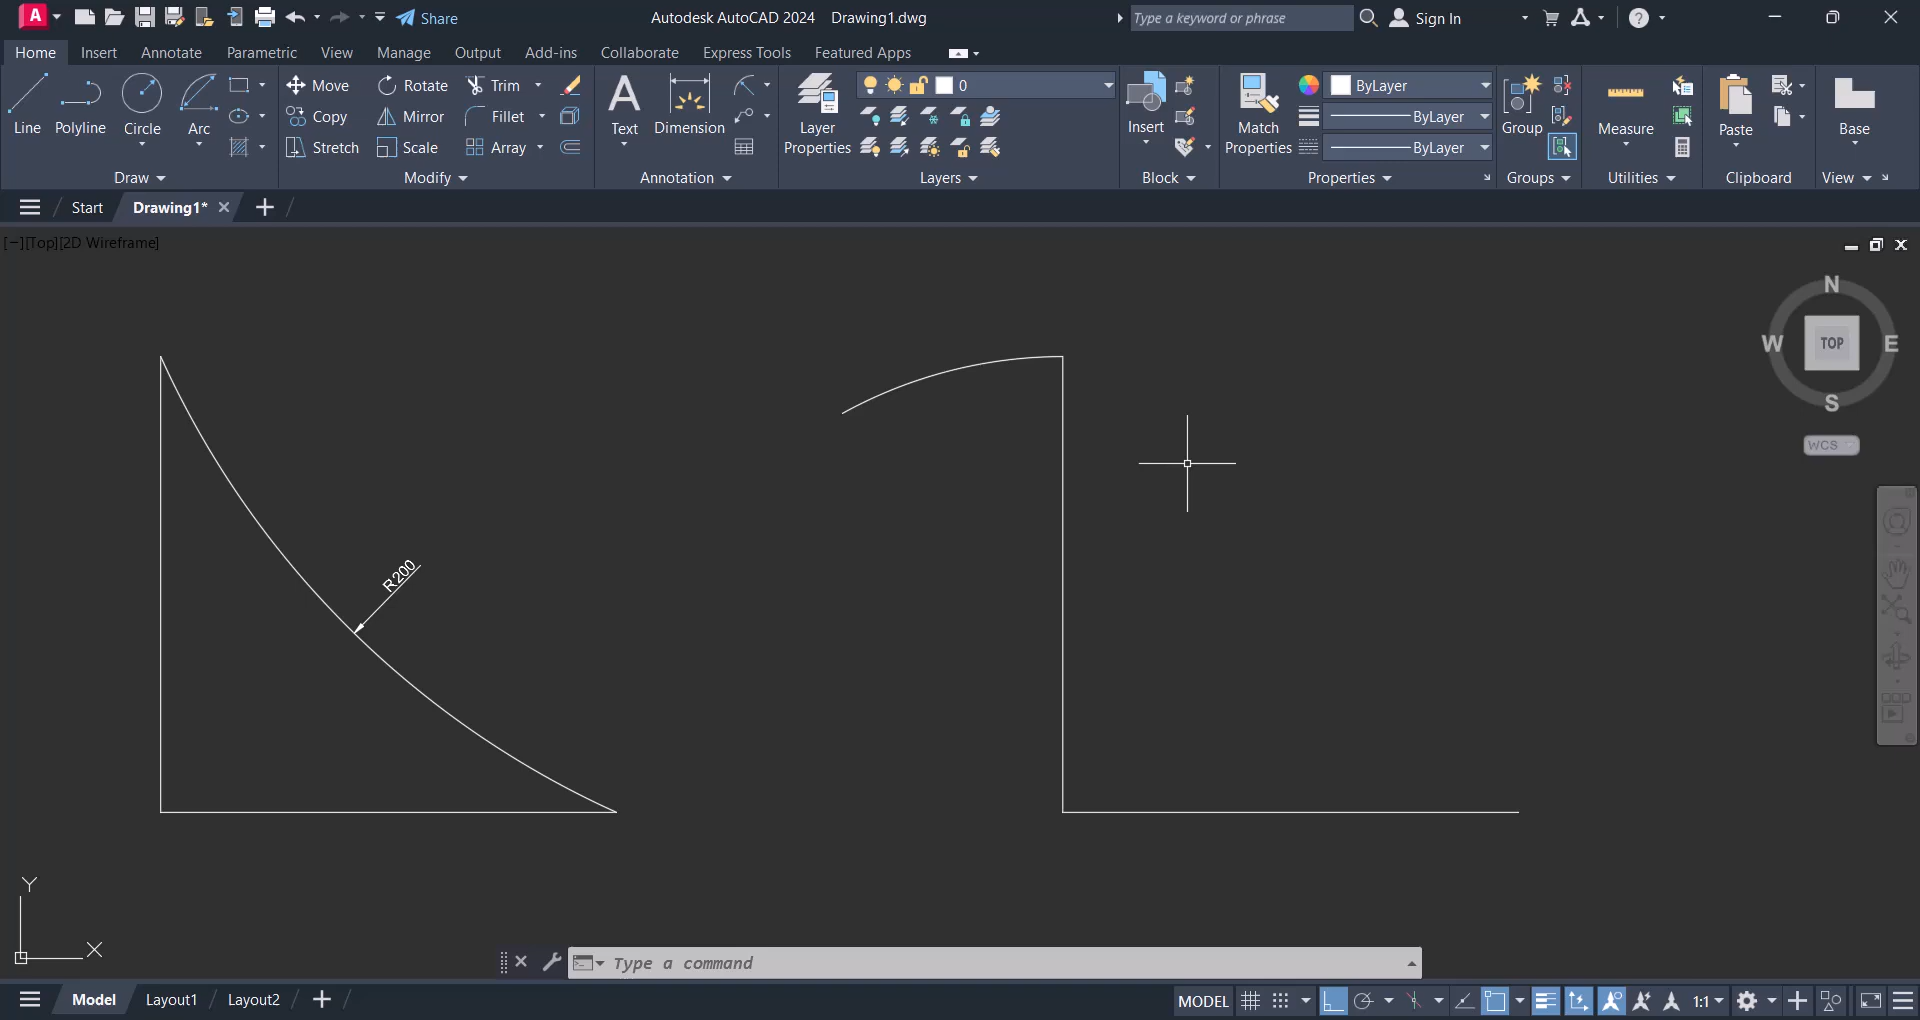 A
Share
Autodesk AutoCAD 2024 Drawing1.dwg
Type a keyword or phrase
Sign In
?
Home Insert Annotate Parametric View Manage Output Add-ins Collaborate Express Tools Featured Apps
Line Polyline Circle Arc
Draw
Move Rotate Trim
Copy Mirror Fillet
Stretch Scale Array
Modify
A
Text Dimension
Annotation
Layer Properties
0
Layers
Insert
Block
Match Properties
ByLayer
ByLayer
ByLayer
Properties
Group
Groups
Measure
Utilities
Paste
Clipboard
Base
View
Start Drawing1*
[−][Top][2D Wireframe]
N
W TOP E
S
WCS
R200
Y
X
Type a command
Model Layout1 Layout2
MODEL 1:1